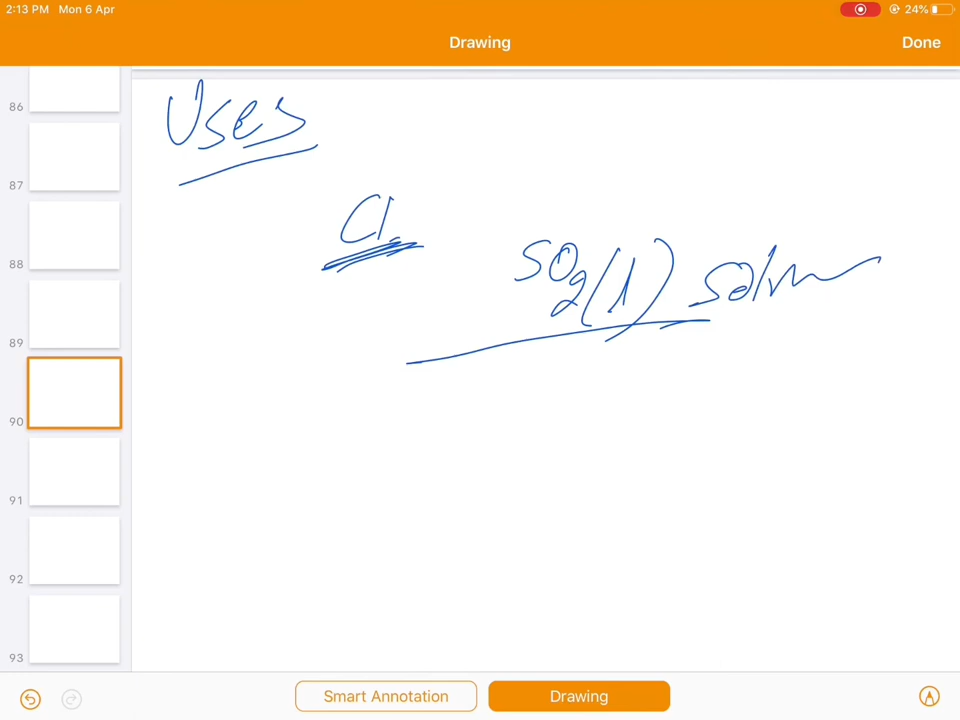 2:13 PM Mon 6 Apr
24%
Drawing
Done
86
87
88
89
90
91
92
93
Uses
Cl
SO2(l) soln
Smart Annotation
Drawing